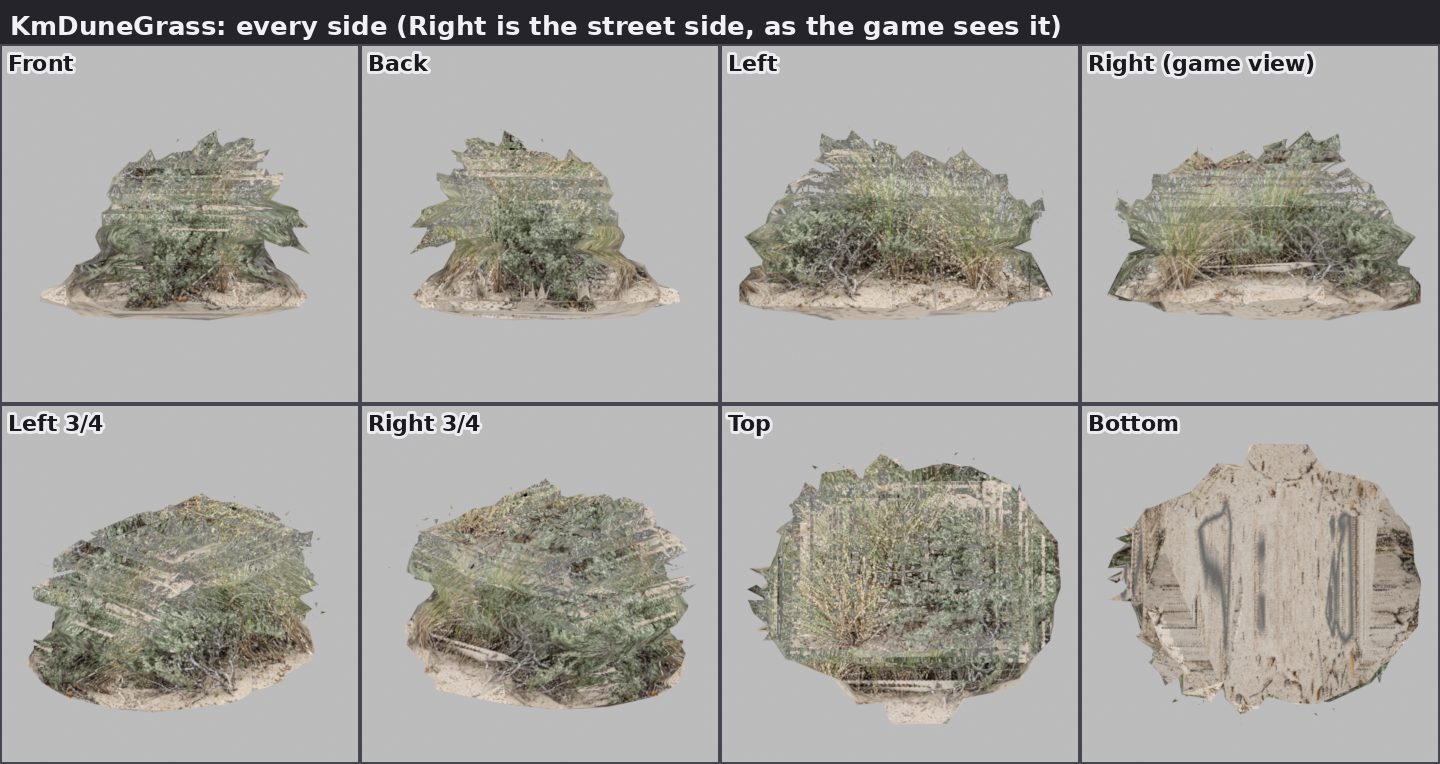 KmDuneGrass: every side (Right is the street side, as the game sees it)
Front
Back
Left
Right (game view)
Left 3/4
Right 3/4
Top
Bottom